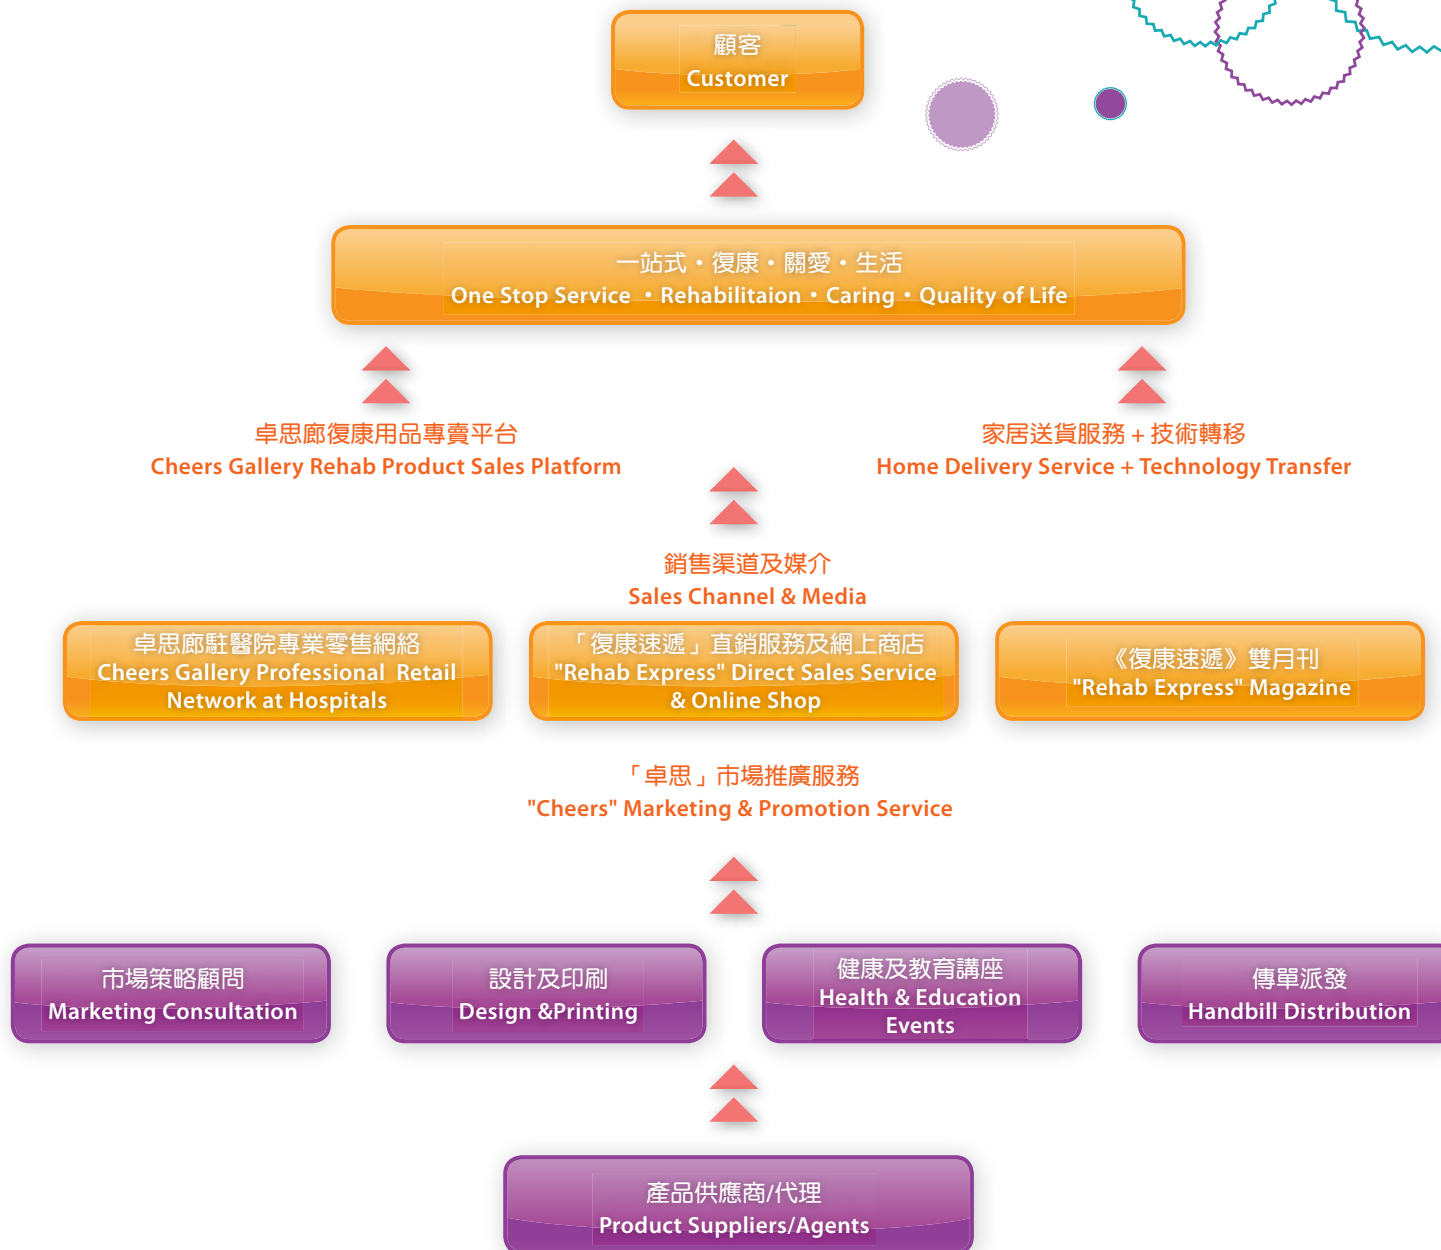 顧客
Customer
一站式・復康・關愛・生活
One Stop Service ・Rehabilitaion・Caring・Quality of Life
卓思廊復康用品專賣平台
Cheers Gallery Rehab Product Sales Platform
家居送貨服務 + 技術轉移
Home Delivery Service + Technology Transfer
銷售渠道及媒介
Sales Channel & Media
卓思廊駐醫院專業零售網絡
Cheers Gallery Professional Retail
Network at Hospitals
「復康速遞」直銷服務及網上商店
"Rehab Express" Direct Sales Service
& Online Shop
《復康速遞》雙月刊
"Rehab Express" Magazine
「卓思」市場推廣服務
"Cheers" Marketing & Promotion Service
市場策略顧問
Marketing Consultation
設計及印刷
Design &Printing
健康及教育講座
Health & Education
Events
傳單派發
Handbill Distribution
產品供應商/代理
Product Suppliers/Agents